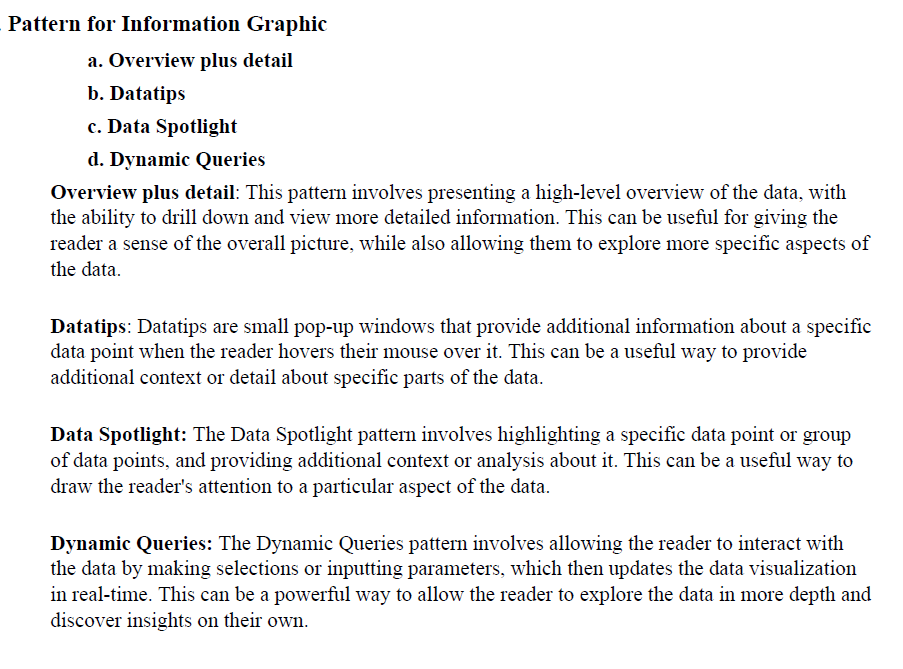 . Pattern for Information Graphic
a. Overview plus detail
b. Datatips
c. Data Spotlight
d. Dynamic Queries
Overview plus detail: This pattern involves presenting a high-level overview of the data, with
the ability to drill down and view more detailed information. This can be useful for giving the
reader a sense of the overall picture, while also allowing them to explore more specific aspects of
the data.
Datatips: Datatips are small pop-up windows that provide additional information about a specific
data point when the reader hovers their mouse over it. This can be a useful way to provide
additional context or detail about specific parts of the data.
Data Spotlight: The Data Spotlight pattern involves highlighting a specific data point or group
of data points, and providing additional context or analysis about it. This can be a useful way to
draw the reader's attention to a particular aspect of the data.
Dynamic Queries: The Dynamic Queries pattern involves allowing the reader to interact with
the data by making selections or inputting parameters, which then updates the data visualization
in real-time. This can be a powerful way to allow the reader to explore the data in more depth and
discover insights on their own.